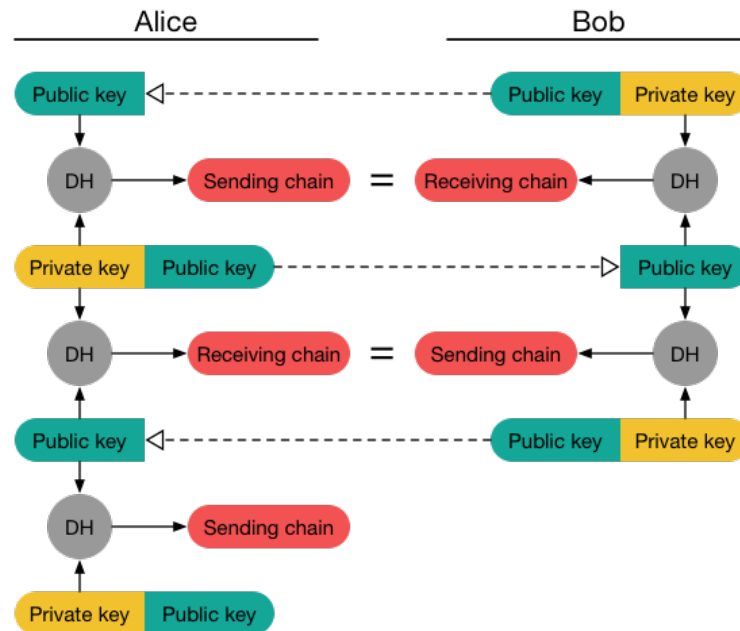 Alice Bob
Public key Public key Private key
DH Sending chain = Receiving chain DH
Private key Public key Public key
DH Receiving chain = Sending chain DH
Public key Public key Private key
DH Sending chain
Private key Public key